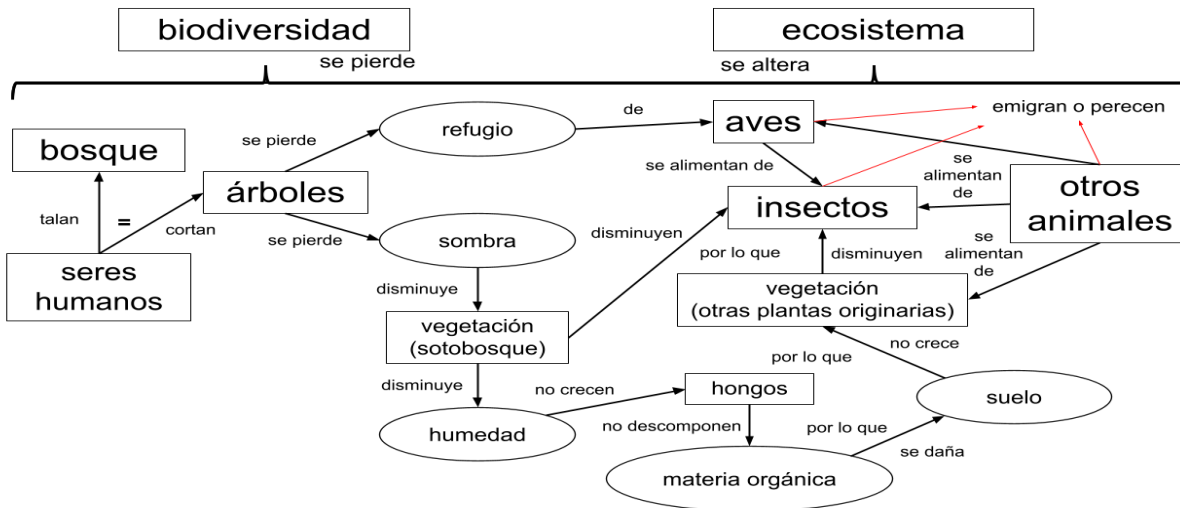 biodiversidad
ecosistema
se pierde
se altera
refugio
de
aves
emigran o perecen
bosque
se pierde
se alimentan de
se
alimentan
de
árboles
insectos
otros
animales
talan
=
cortan
se pierde
sombra
disminuyen
por lo que
disminuyen
se
alimentan
de
seres
humanos
disminuye
vegetación
(otras plantas originarias)
vegetación
(sotobosque)
no crece
por lo que
disminuye
no crecen
hongos
suelo
humedad
no descomponen
por lo que
se daña
materia orgánica